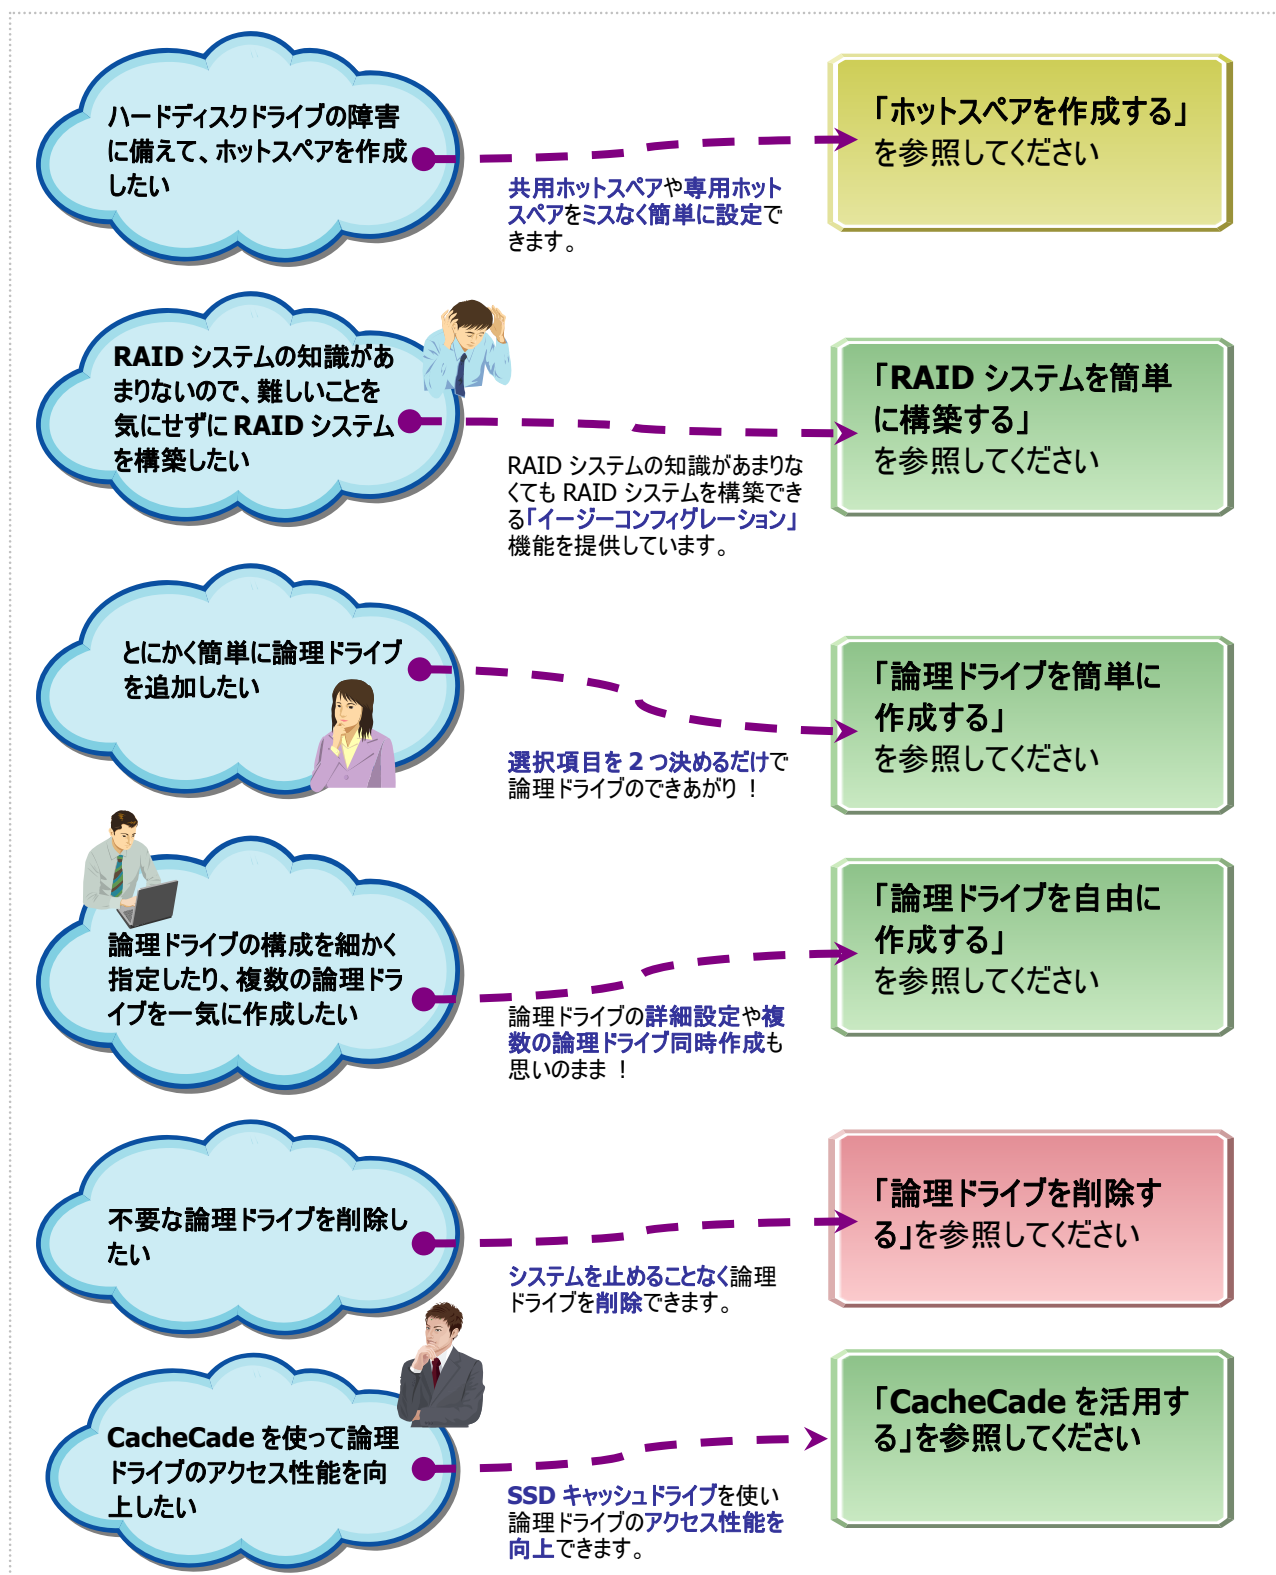 ハードディスクドライブの障害
に備えて、ホットスペアを作成
したい
共用ホットスペアや専用ホット
スペアをミスなく簡単に設定で
きます。
「ホットスペアを作成する」
を参照してください
RAID システムの知識があ
まりないので、難しいことを
気にせずに RAID システム
を構築したい
RAID システムの知識があまりな
くても RAID システムを構築でき
る「イージーコンフィグレーション」
機能を提供しています。
「RAID システムを簡単
に構築する」
を参照してください
とにかく簡単に論理ドライブ
を追加したい
選択項目を 2 つ決めるだけで
論理ドライブのできあがり！
「論理ドライブを簡単に
作成する」
を参照してください
論理ドライブの構成を細かく
指定したり、複数の論理ドラ
イブを一気に作成したい
論理ドライブの詳細設定や複
数の論理ドライブ同時作成も
思いのまま！
「論理ドライブを自由に
作成する」
を参照してください
不要な論理ドライブを削除し
たい
システムを止めることなく論理
ドライブを削除できます。
「論理ドライブを削除す
る」を参照してください
CacheCade を使って論理
ドライブのアクセス性能を向
上したい
SSD キャッシュドライブを使い
論理ドライブのアクセス性能を
向上できます。
「CacheCade を活用す
る」を参照してください